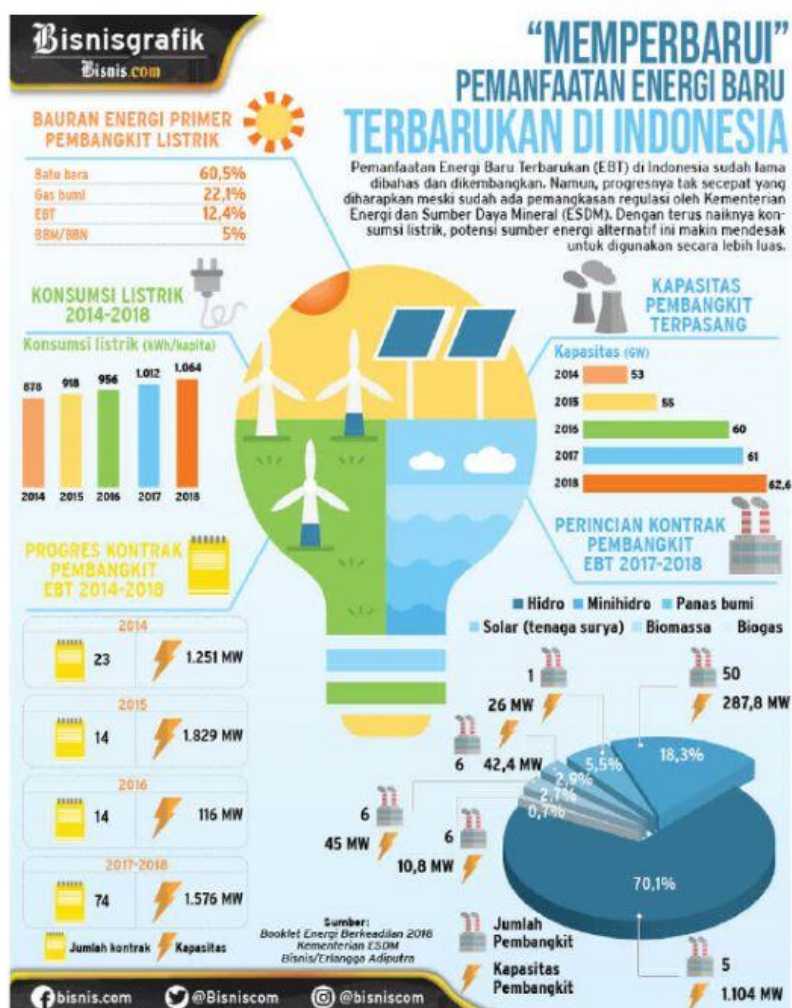 Bisnisgrafik
Bisnis.com
“MEMPERBARUI”
PEMANFAATAN ENERGI BARU
TERBARUKAN DI INDONESIA
Pemanfaatan Energi Baru Terbarukan (EBT) di Indonesia sudah lama
dibahas dan dikembangkan. Namun, progresnya tak secepat yang
diharapkan meski sudah ada pemangkasan regulasi oleh Kementerian
Energi dan Sumber Daya Mineral (ESDM). Dengan terus naiknya kon-
sumsi listrik, potensi sumber energi alternatif ini makin mendesak
untuk digunakan secara lebih luas.
BAURAN ENERGI PRIMER
PEMBANGKIT LISTRIK
Batu bara 60,5%
Gas bumi 22,1%
EBT 12,4%
BBM/BBN 5%
KONSUMSI LISTRIK
2014-2018
Konsumsi listrik (kWh/kapita)
878 918 956 1.012 1.064
2014 2015 2016 2017 2018
KAPASITAS
PEMBANGKIT
TERPASANG
Kapasitas (GW)
2014 53
2015 55
2016 60
2017 61
2018 62,6
PROGRES KONTRAK
PEMBANGKIT
EBT 2014-2018
2014
23 1.251 MW
2015
14 1.829 MW
2016
14 116 MW
2017-2018
74 1.576 MW
Jumlah kontrak Kapasitas
PERINCIAN KONTRAK
PEMBANGKIT
EBT 2017-2018
Hidro Minihidro Panas bumi
Solar (tenaga surya) Biomassa Biogas
1 50
26 MW 287,8 MW
6 42,4 MW
6
45 MW
6
10,8 MW
18,3%
5,5%
2,9%
2,7%
0,7%
70,1%
5
1.104 MW
Jumlah
Pembangkit
Kapasitas
Pembangkit
Sumber:
Booklet Energi Berkeadilan 2018
Kementerian ESDM
Bisnis/Erlangga Adiputra
bisnis.com @Bisniscom @bisniscom